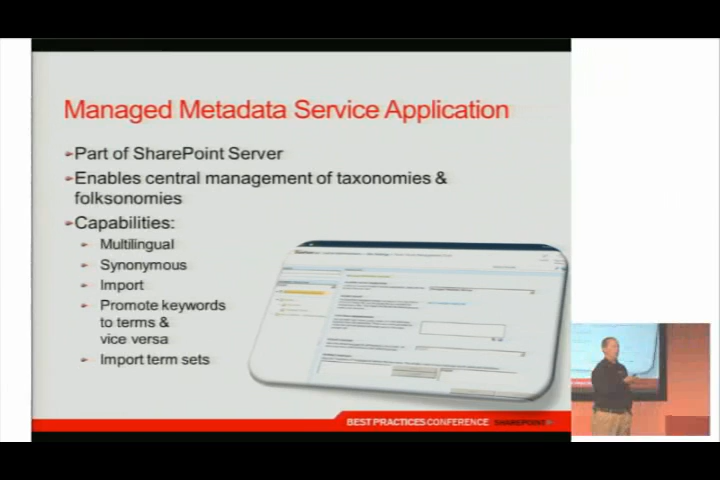 Managed Metadata Service Application
Part of SharePoint Server
Enables central management of taxonomies &
folksonomies
Capabilities:
Multilingual
Synonymous
Import
Promote keywords
to terms &
vice versa
Import term sets
BEST PRACTICES CONFERENCE SHAREPOINT